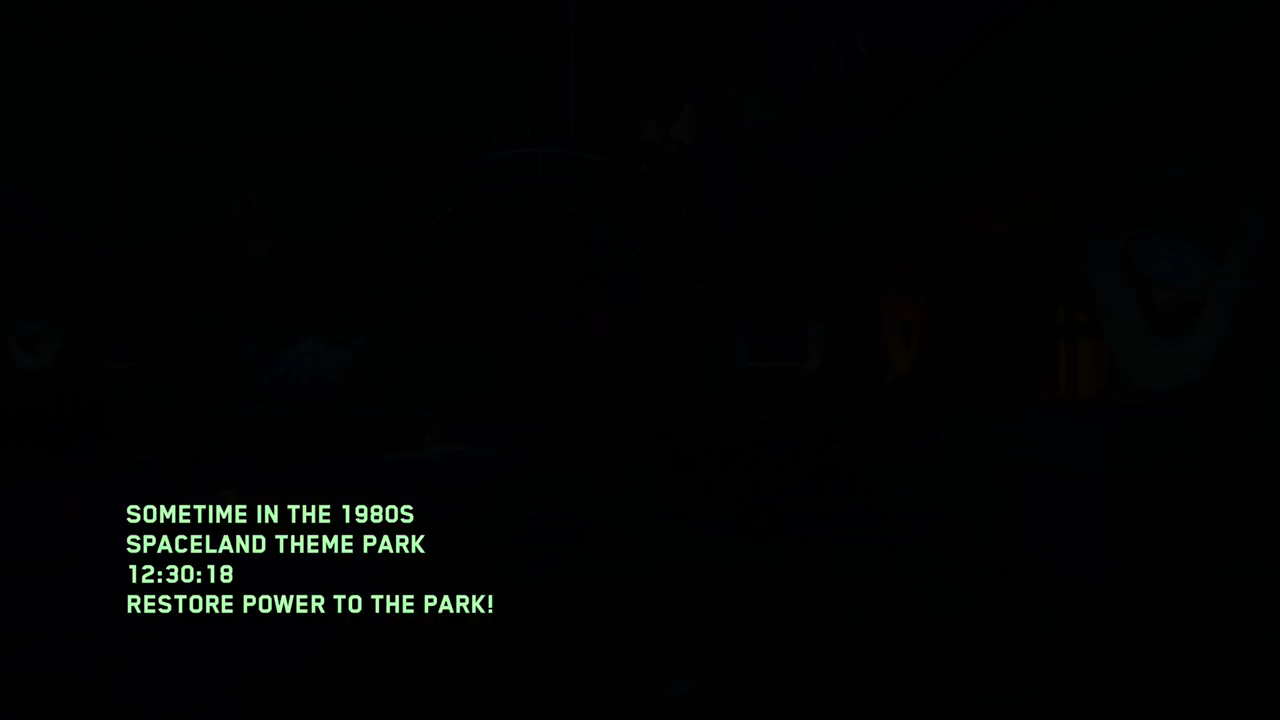 SOMETIME IN THE 1980S
SPACELAND THEME PARK
12:30:18
RESTORE POWER TO THE PARK!